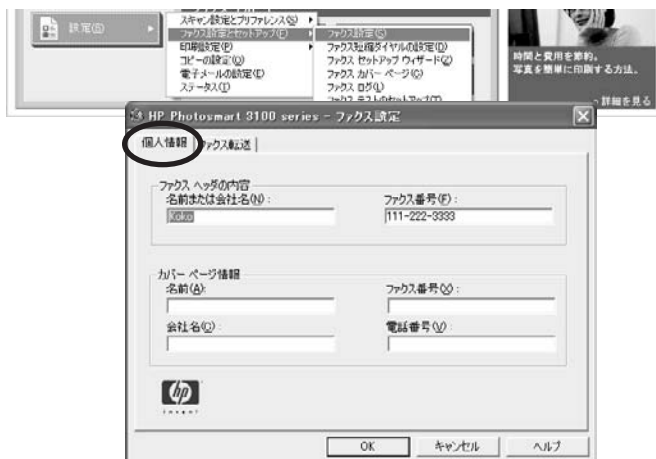 スキャン設定とプリファレンス(S)
設定(O)
ファクス設定とセットアップ(F)
ファクス設定(S)
印刷設定(P)
ファクス短縮ダイヤルの設定(D)
コピーの設定(O)
ファクス セットアップ ウィザード(Z)
電子メールの設定(E)
ファクス カバー ページ(C)
ステータス(T)
ファクス ログ(L)
時間と費用を節約。
写真を簡単に印刷する方法。
詳細を見る
HP Photosmart 3100 series - ファクス設定
個人情報
ファクス転送
ファクス ヘッダの内容
名前または会社名(N):
ファクス番号(F):
Koko
111-222-3333
カバー ページ情報
名前(A):
ファクス番号(X):
会社名(C):
電話番号(V):
hp
invent
OK
キャンセル
ヘルプ